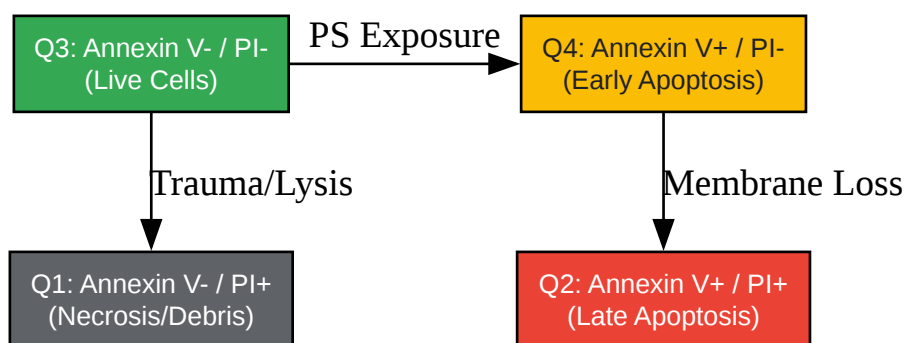 Q3: Annexin V- / PI-
(Live Cells)
PS Exposure
Q4: Annexin V+ / PI-
(Early Apoptosis)
Trauma/Lysis
Membrane Loss
Q1: Annexin V- / PI+
(Necrosis/Debris)
Q2: Annexin V+ / PI+
(Late Apoptosis)